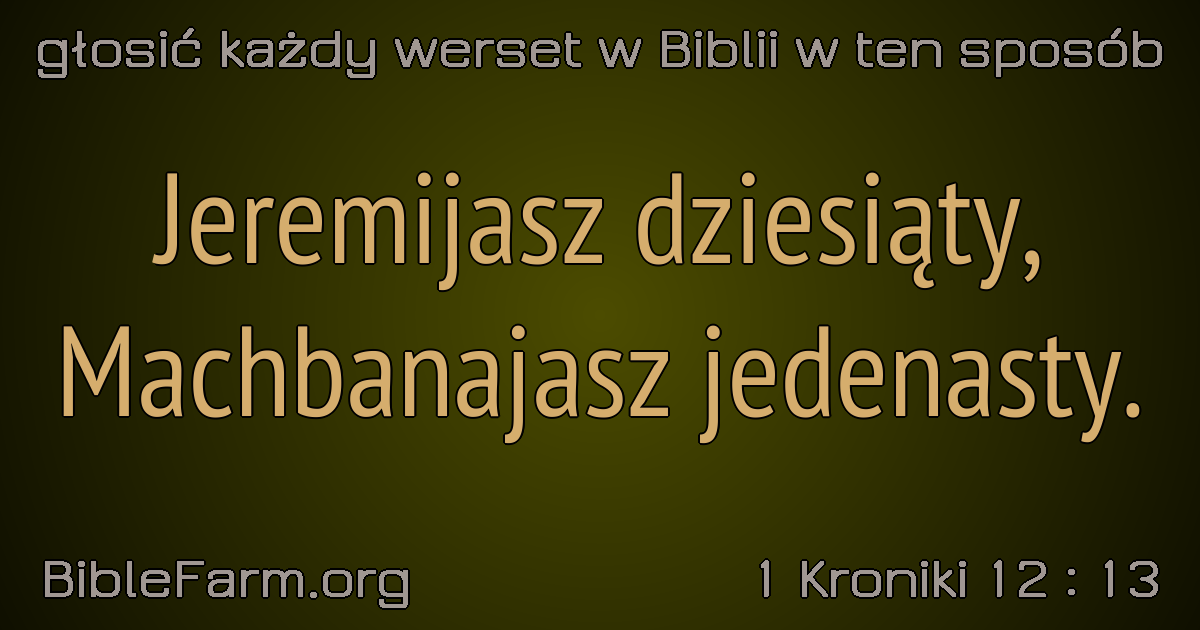 głosić każdy werset w Biblii w ten sposób
Jeremijasz dziesiąty,
Machbanajasz jedenasty.
BibleFarm.org
1 Kroniki 12 : 13